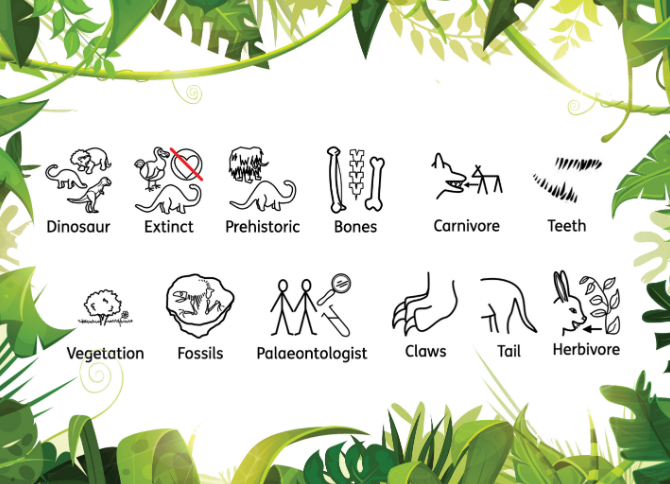 Dinosaur Extinct Prehistoric Bones Carnivore Teeth
Vegetation Fossils Palaeontologist Claws Tail Herbivore